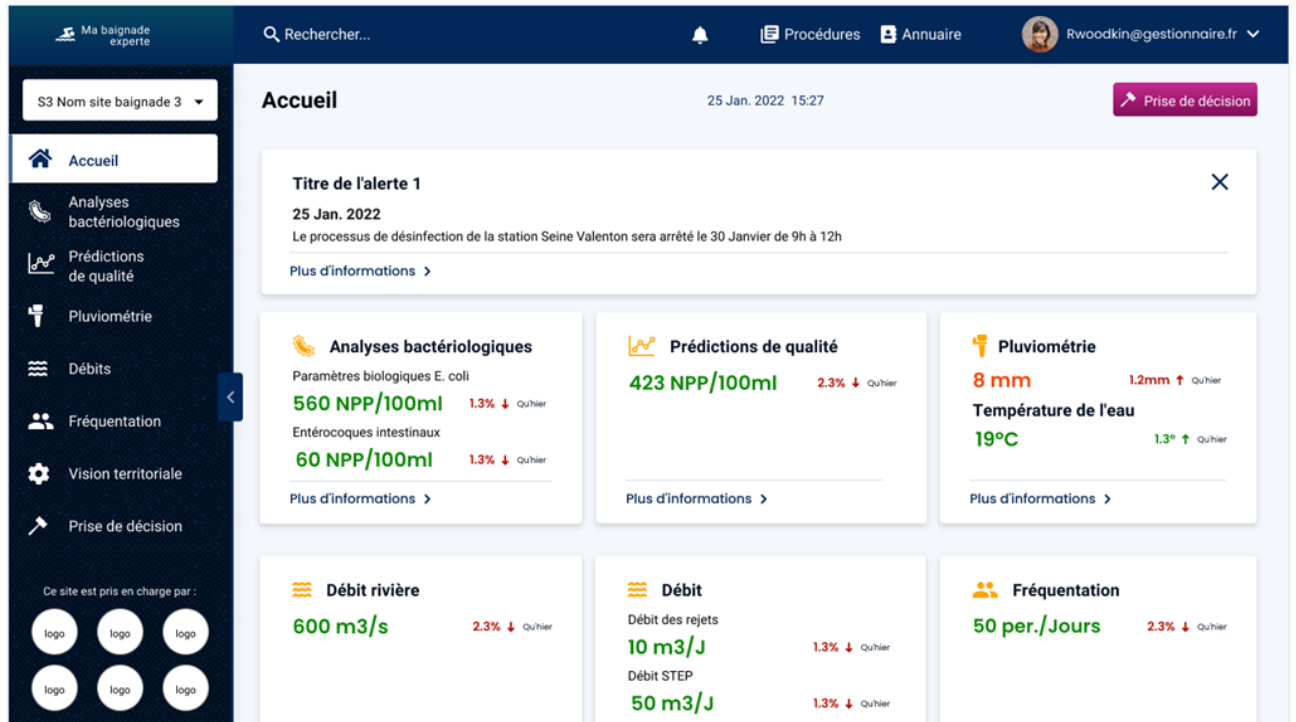 Ma baignade
experte
Rechercher...
Procédures
Annuaire
Rwoodkin@gestionnaire.fr
S3 Nom site baignade 3
Accueil
Analyses
bactériologiques
Prédictions
de qualité
Pluviométrie
Débits
Fréquentation
Vision territoriale
Prise de décision
Ce site est pris en charge par :
logo logo logo
logo logo logo
Accueil
25 Jan. 2022 15:27
Prise de décision
Titre de l'alerte 1
25 Jan. 2022
Le processus de désinfection de la station Seine Valenton sera arrêté le 30 Janvier de 9h à 12h
Plus d'informations >
Analyses bactériologiques
Paramètres biologiques E. coli
560 NPP/100ml 1.3% ↓ Qu'hier
Entérocoques intestinaux
60 NPP/100ml 1.3% ↓ Qu'hier
Plus d'informations >
Prédictions de qualité
423 NPP/100ml 2.3% ↓ Qu'hier
Plus d'informations >
Pluviométrie
8 mm 1.2mm ↑ Qu'hier
Température de l'eau
19°C 1.3° ↑ Qu'hier
Plus d'informations >
Débit rivière
600 m3/s 2.3% ↓ Qu'hier
Débit
Débit des rejets
10 m3/J 1.3% ↓ Qu'hier
Débit STEP
50 m3/J 1.3% ↓ Qu'hier
Fréquentation
50 per./Jours 2.3% ↓ Qu'hier